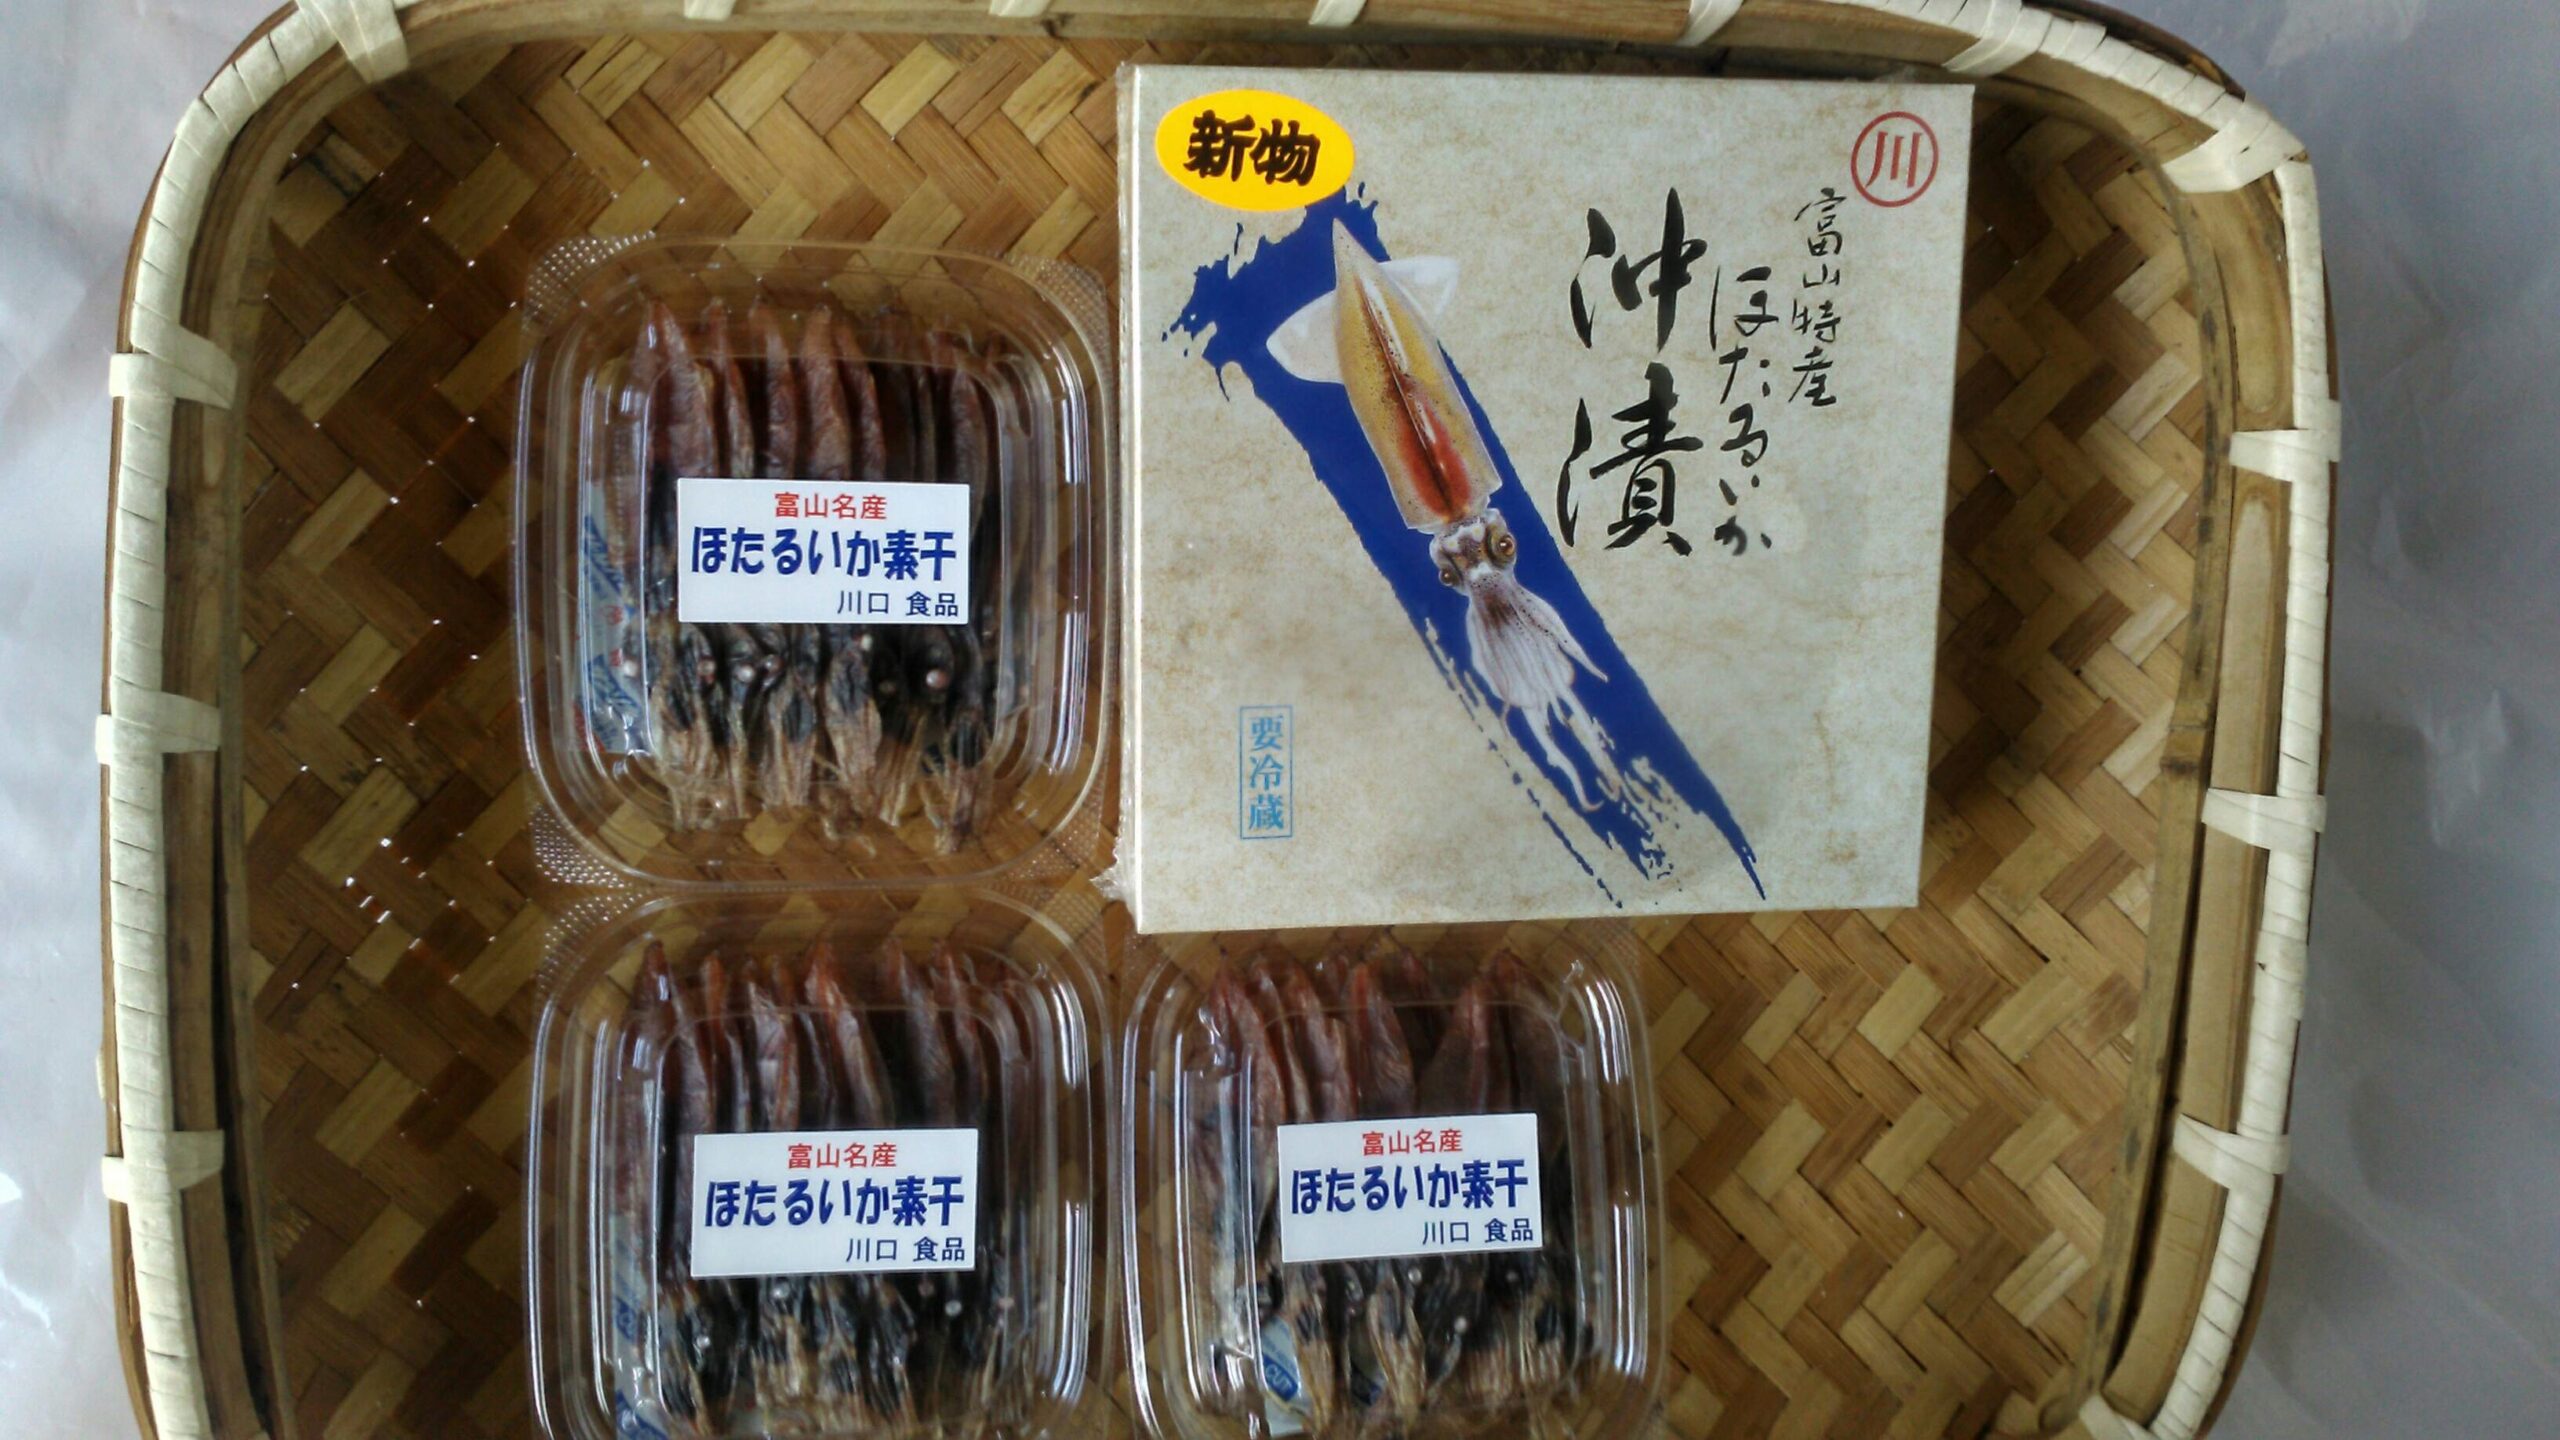 新物
川
富山特産
ほたるいか
沖漬
要冷蔵
富山名産
ほたるいか素干
川口 食品
富山名産
ほたるいか素干
川口 食品
富山名産
ほたるいか素干
川口 食品